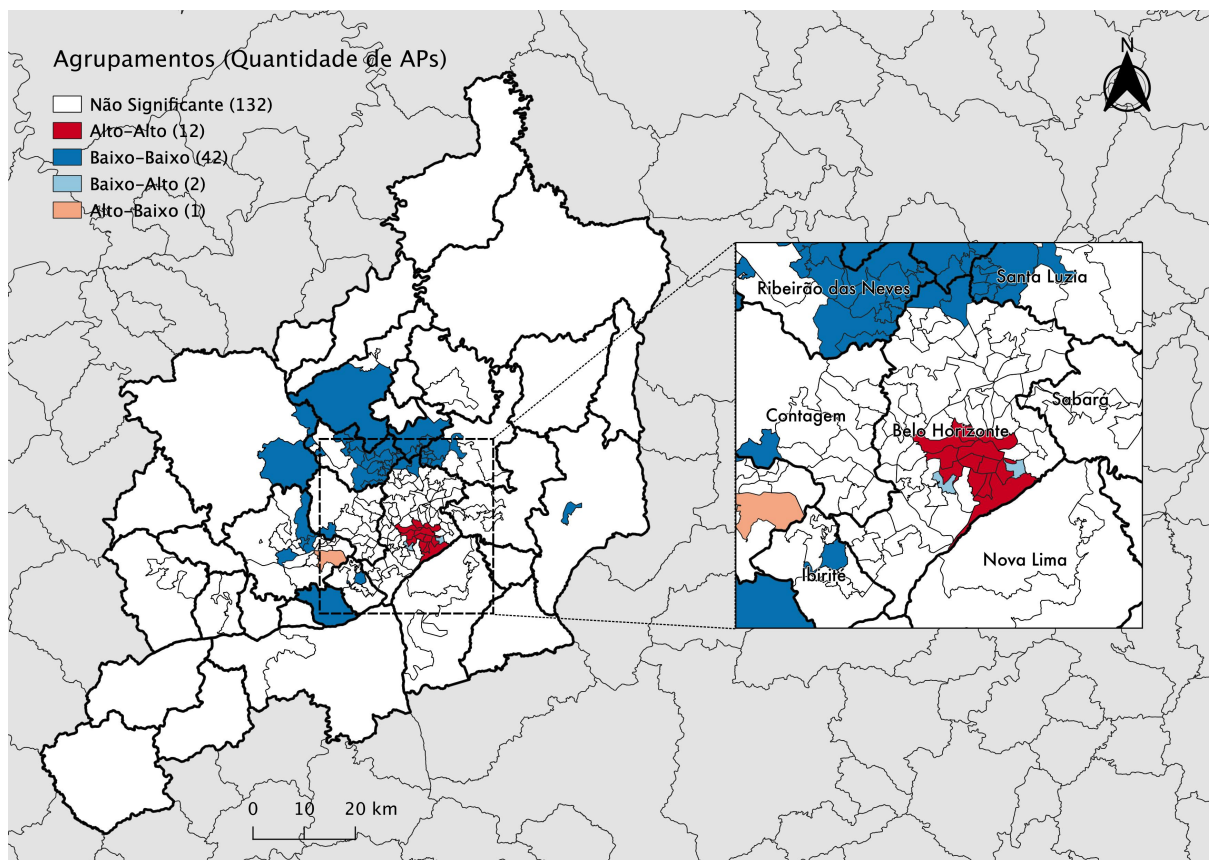 Agrupamentos (Quantidade de APs)
Não Significante (132)
Alto-Alto (12)
Baixo-Baixo (42)
Baixo-Alto (2)
Alto-Baixo (1)
N
Santa Luzia
Ribeirão das Neves
Sabará
Contagem
Belo Horizonte
Nova Lima
Ibirité
0 10 20 km